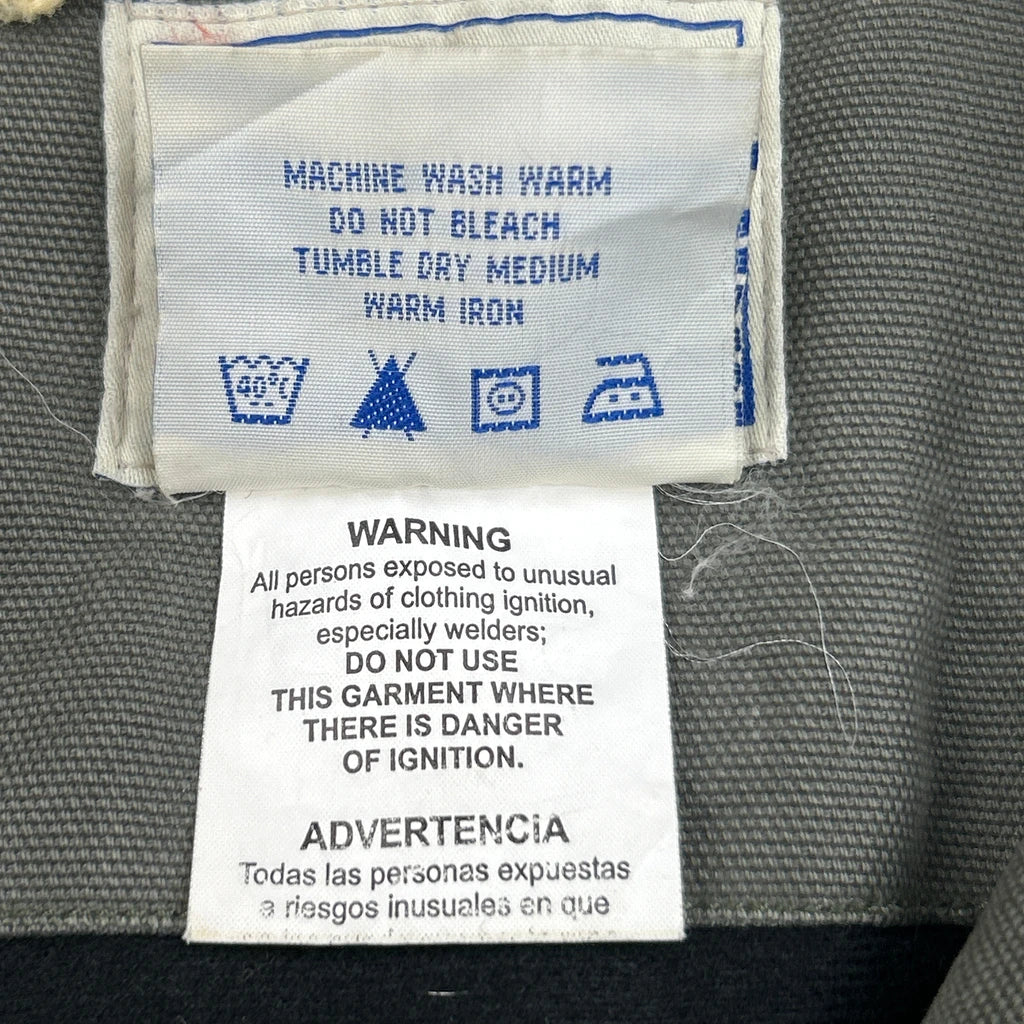 MACHINE WASH WARM
DO NOT BLEACH
TUMBLE DRY MEDIUM
WARM IRON
40°C
WARNING
All persons exposed to unusual
hazards of clothing ignition,
especially welders;
DO NOT USE
THIS GARMENT WHERE
THERE IS DANGER
OF IGNITION.
ADVERTENCiA
Todas las personas expuestas
a riesgos inusuales en que